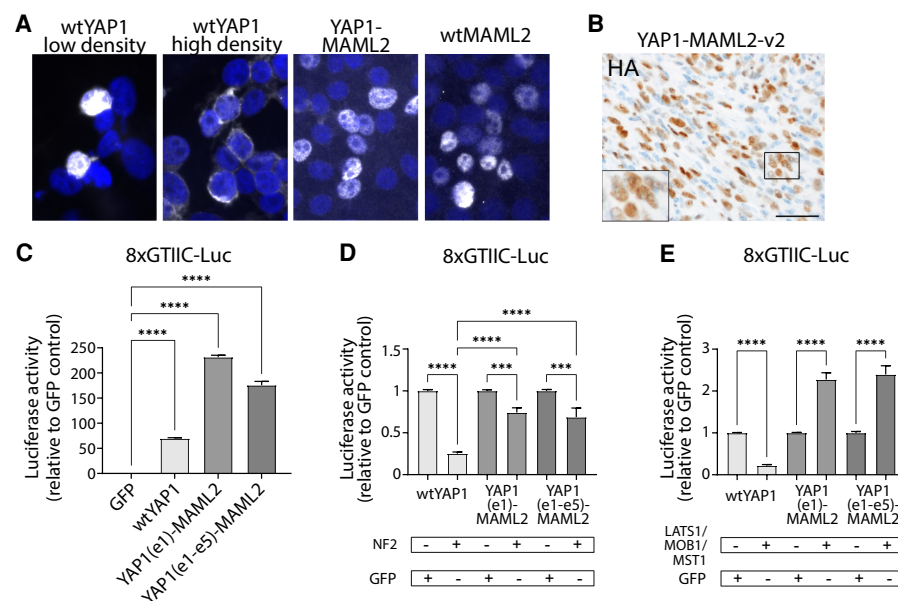 A
wtYAP1
low density
wtYAP1
high density
YAP1-
MAML2
wtMAML2
B
YAP1-MAML2-v2
HA
C
8xGTIIC-Luc
****
****
****
Luciferase activity
(relative to GFP control)
250
200
150
100
50
0
GFP
wtYAP1
YAP1(e1)-MAML2
YAP1(e1-e5)-MAML2
D
8xGTIIC-Luc
****
****
****
***
***
Luciferase activity
(relative to GFP control)
1.5
1
0.5
0
wtYAP1
YAP1
(e1)-
MAML2
YAP1
(e1-e5)-
MAML2
NF2
- + - + - +
GFP
+ - + - + -
E
8xGTIIC-Luc
****
****
****
Luciferase activity
(relative to GFP control)
3
2
1
0
wtYAP1
YAP1
(e1)-
MAML2
YAP1
(e1-e5)-
MAML2
LATS1/
MOB1/
MST1
- + - + - +
GFP
+ - + - + -